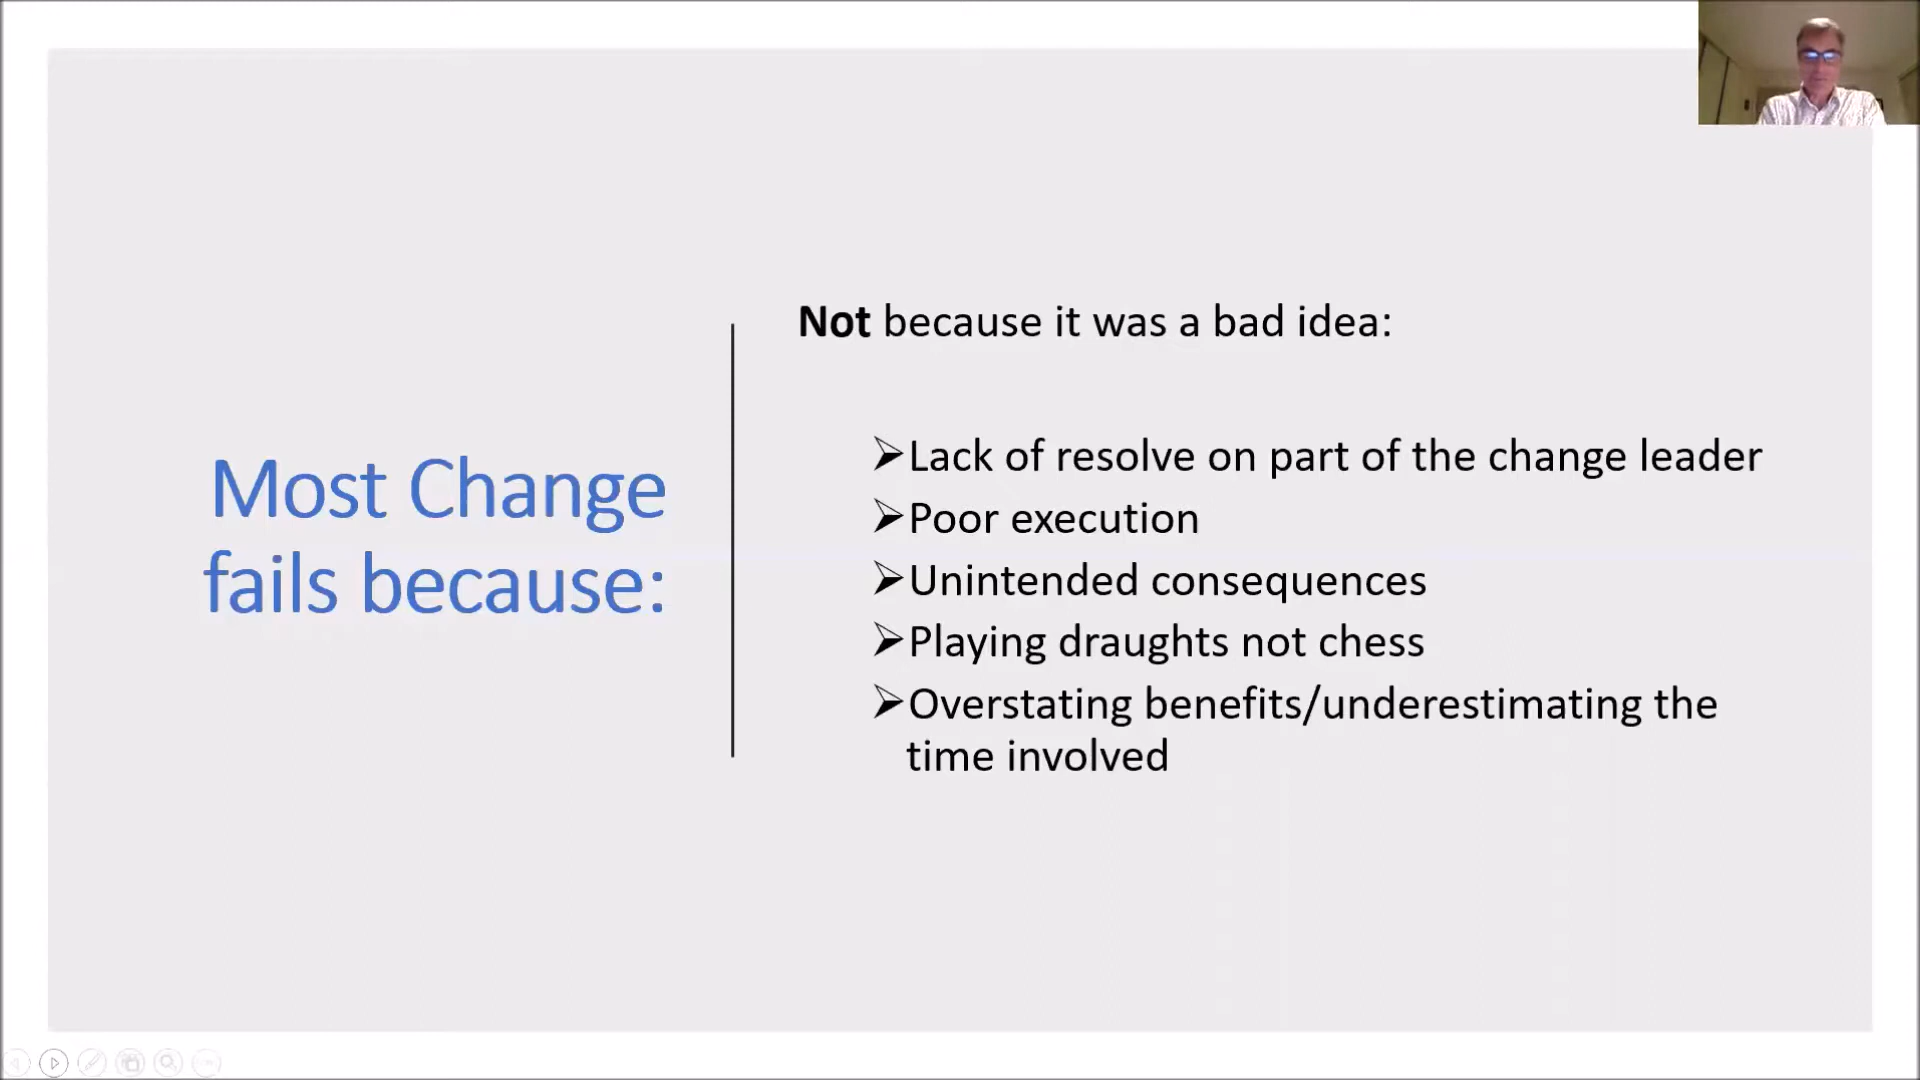 Most Change
fails because:
Not because it was a bad idea:
Lack of resolve on part of the change leader
Poor execution
Unintended consequences
Playing draughts not chess
Overstating benefits/underestimating the
time involved